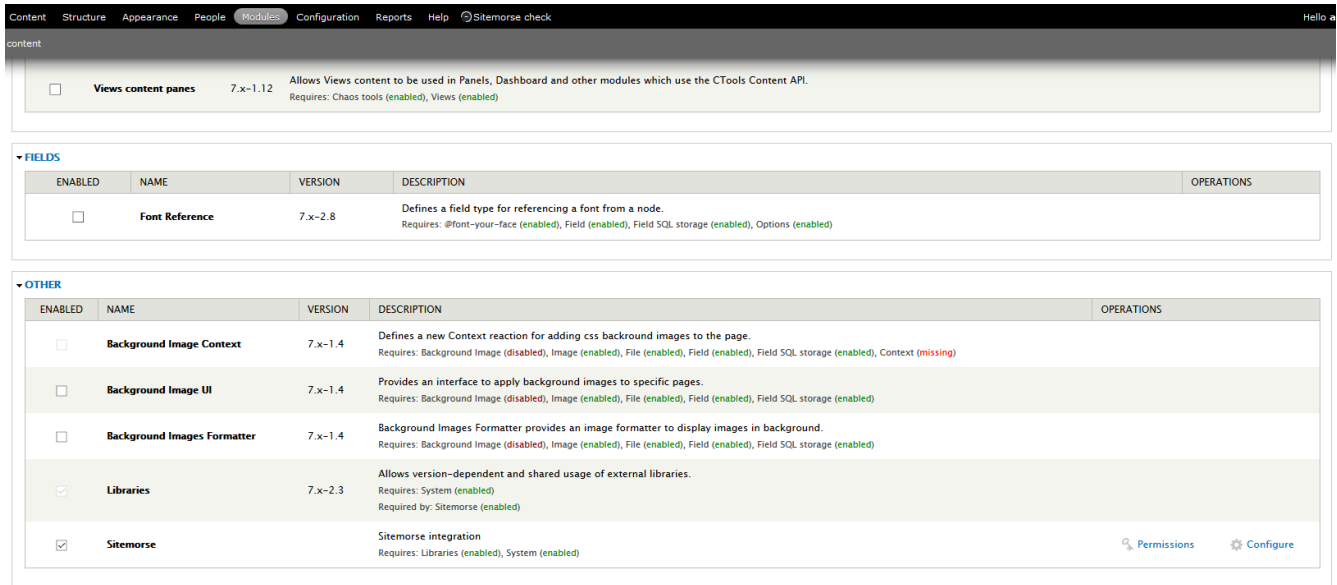 Content Structure Appearance People Modules Configuration Reports Help Sitemorse check Hello a
content
Views content panes 7.x-1.12 Allows Views content to be used in Panels, Dashboard and other modules which use the CTools Content API.
Requires: Chaos tools (enabled), Views (enabled)
FIELDS
ENABLED NAME VERSION DESCRIPTION OPERATIONS
Font Reference 7.x-2.8 Defines a field type for referencing a font from a node.
Requires: @font-your-face (enabled), Field (enabled), Field SQL storage (enabled), Options (enabled)
OTHER
ENABLED NAME VERSION DESCRIPTION OPERATIONS
Background Image Context 7.x-1.4 Defines a new Context reaction for adding css backround images to the page.
Requires: Background Image (disabled), Image (enabled), File (enabled), Field (enabled), Field SQL storage (enabled), Context (missing)
Background Image UI 7.x-1.4 Provides an interface to apply background images to specific pages.
Requires: Background Image (disabled), Image (enabled), File (enabled), Field (enabled), Field SQL storage (enabled)
Background Images Formatter 7.x-1.4 Background Images Formatter provides an image formatter to display images in background.
Requires: Background Image (disabled), Image (enabled), File (enabled), Field (enabled), Field SQL storage (enabled)
Libraries 7.x-2.3 Allows version-dependent and shared usage of external libraries.
Requires: System (enabled)
Required by: Sitemorse (enabled)
Sitemorse Sitemorse integration Permissions Configure
Requires: Libraries (enabled), System (enabled)